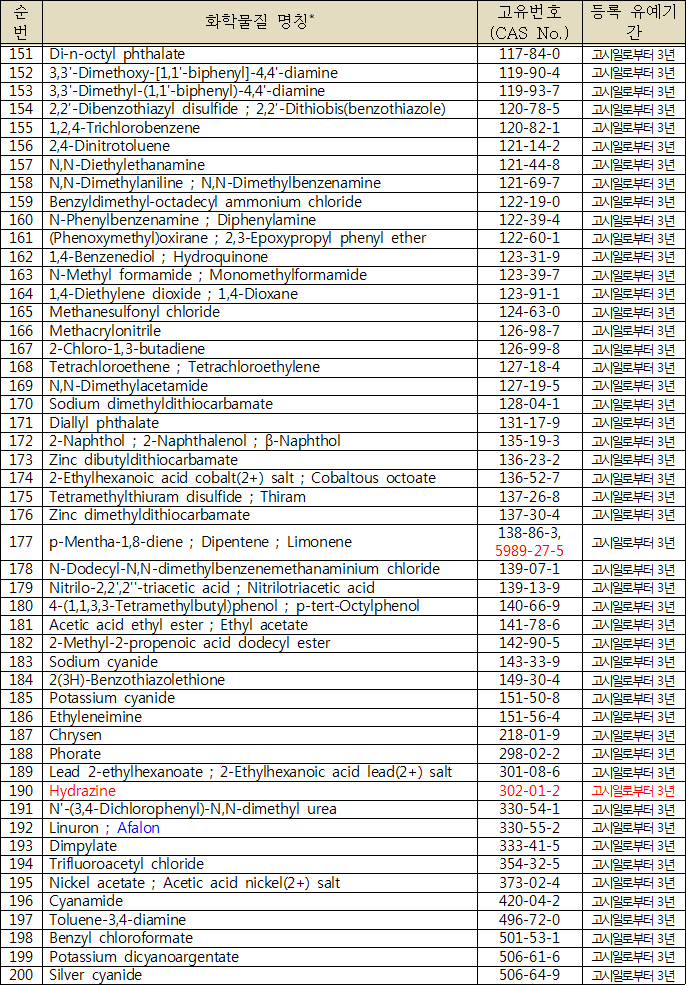 순번 화학물질 명칭* 고유번호 (CAS No.) 등록 유예기간
151 Di-n-octyl phthalate 117-84-0 고시일로부터 3년
152 3,3'-Dimethoxy-[1,1'-biphenyl]-4,4'-diamine 119-90-4 고시일로부터 3년
153 3,3'-Dimethyl-(1,1'-biphenyl)-4,4'-diamine 119-93-7 고시일로부터 3년
154 2,2'-Dibenzothiazyl disulfide ; 2,2'-Dithiobis(benzothiazole) 120-78-5 고시일로부터 3년
155 1,2,4-Trichlorobenzene 120-82-1 고시일로부터 3년
156 2,4-Dinitrotoluene 121-14-2 고시일로부터 3년
157 N,N-Diethylethanamine 121-44-8 고시일로부터 3년
158 N,N-Dimethylaniline ; N,N-Dimethylbenzenamine 121-69-7 고시일로부터 3년
159 Benzyldimethyl-octadecyl ammonium chloride 122-19-0 고시일로부터 3년
160 N-Phenylbenzenamine ; Diphenylamine 122-39-4 고시일로부터 3년
161 (Phenoxymethyl)oxirane ; 2,3-Epoxypropyl phenyl ether 122-60-1 고시일로부터 3년
162 1,4-Benzenediol ; Hydroquinone 123-31-9 고시일로부터 3년
163 N-Methyl formamide ; Monomethylformamide 123-39-7 고시일로부터 3년
164 1,4-Diethylene dioxide ; 1,4-Dioxane 123-91-1 고시일로부터 3년
165 Methanesulfonyl chloride 124-63-0 고시일로부터 3년
166 Methacrylonitrile 126-98-7 고시일로부터 3년
167 2-Chloro-1,3-butadiene 126-99-8 고시일로부터 3년
168 Tetrachloroethene ; Tetrachloroethylene 127-18-4 고시일로부터 3년
169 N,N-Dimethylacetamide 127-19-5 고시일로부터 3년
170 Sodium dimethyldithiocarbamate 128-04-1 고시일로부터 3년
171 Diallyl phthalate 131-17-9 고시일로부터 3년
172 2-Naphthol ; 2-Naphthalenol ; β-Naphthol 135-19-3 고시일로부터 3년
173 Zinc dibutyldithiocarbamate 136-23-2 고시일로부터 3년
174 2-Ethylhexanoic acid cobalt(2+) salt ; Cobaltous octoate 136-52-7 고시일로부터 3년
175 Tetramethylthiuram disulfide ; Thiram 137-26-8 고시일로부터 3년
176 Zinc dimethyldithiocarbamate 137-30-4 고시일로부터 3년
177 p-Mentha-1,8-diene ; Dipentene ; Limonene 138-86-3, 5989-27-5 고시일로부터 3년
178 N-Dodecyl-N,N-dimethylbenzenemethanaminium chloride 139-07-1 고시일로부터 3년
179 Nitrilo-2,2',2''-triacetic acid ; Nitrilotriacetic acid 139-13-9 고시일로부터 3년
180 4-(1,1,3,3-Tetramethylbutyl)phenol ; p-tert-Octylphenol 140-66-9 고시일로부터 3년
181 Acetic acid ethyl ester ; Ethyl acetate 141-78-6 고시일로부터 3년
182 2-Methyl-2-propenoic acid dodecyl ester 142-90-5 고시일로부터 3년
183 Sodium cyanide 143-33-9 고시일로부터 3년
184 2(3H)-Benzothiazolethione 149-30-4 고시일로부터 3년
185 Potassium cyanide 151-50-8 고시일로부터 3년
186 Ethyleneimine 151-56-4 고시일로부터 3년
187 Chrysen 218-01-9 고시일로부터 3년
188 Phorate 298-02-2 고시일로부터 3년
189 Lead 2-ethylhexanoate ; 2-Ethylhexanoic acid lead(2+) salt 301-08-6 고시일로부터 3년
190 Hydrazine 302-01-2 고시일로부터 3년
191 N'-(3,4-Dichlorophenyl)-N,N-dimethyl urea 330-54-1 고시일로부터 3년
192 Linuron ; Afalon 330-55-2 고시일로부터 3년
193 Dimpylate 333-41-5 고시일로부터 3년
194 Trifluoroacetyl chloride 354-32-5 고시일로부터 3년
195 Nickel acetate ; Acetic acid nickel(2+) salt 373-02-4 고시일로부터 3년
196 Cyanamide 420-04-2 고시일로부터 3년
197 Toluene-3,4-diamine 496-72-0 고시일로부터 3년
198 Benzyl chloroformate 501-53-1 고시일로부터 3년
199 Potassium dicyanoargentate 506-61-6 고시일로부터 3년
200 Silver cyanide 506-64-9 고시일로부터 3년